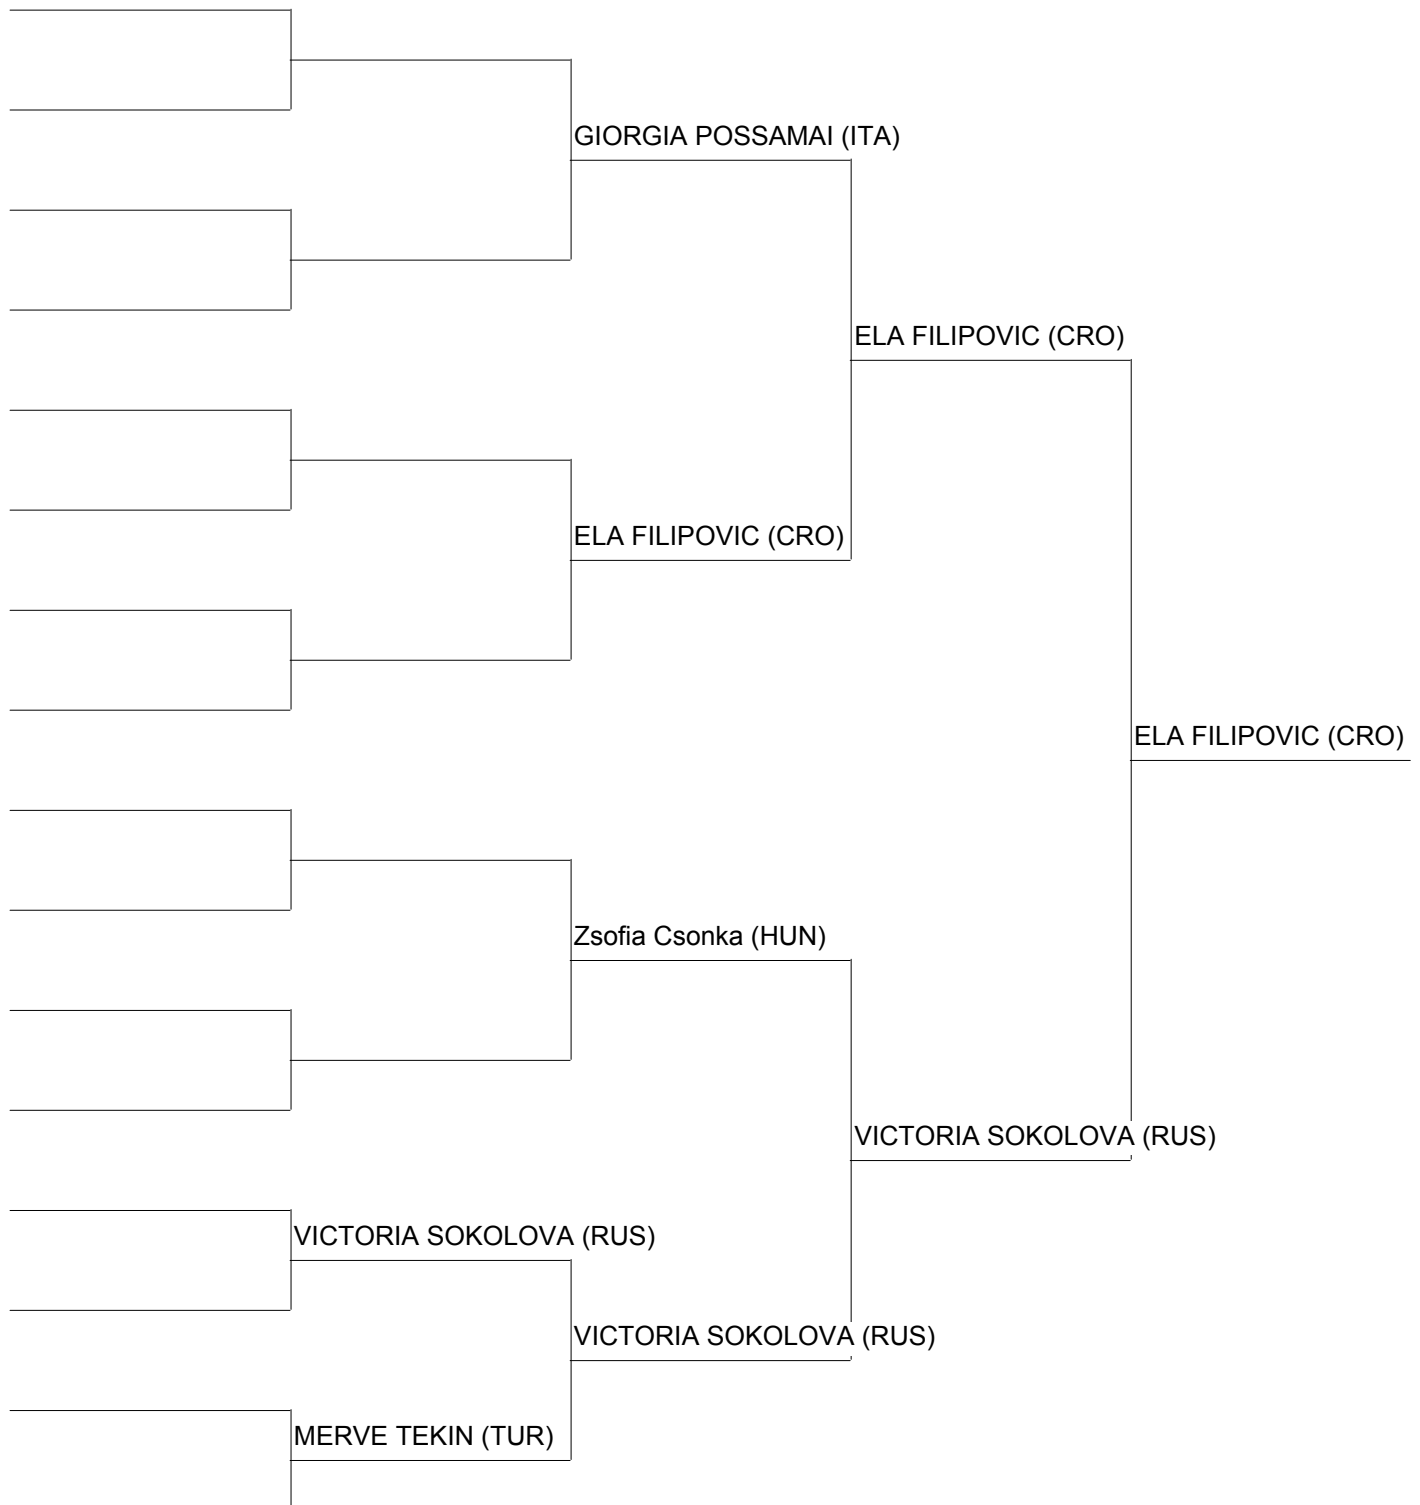 GIORGIA POSSAMAI (ITA)
ELA FILIPOVIC (CRO)
ELA FILIPOVIC (CRO)
ELA FILIPOVIC (CRO)
Zsofia Csonka (HUN)
VICTORIA SOKOLOVA (RUS)
VICTORIA SOKOLOVA (RUS)
VICTORIA SOKOLOVA (RUS)
MERVE TEKIN (TUR)